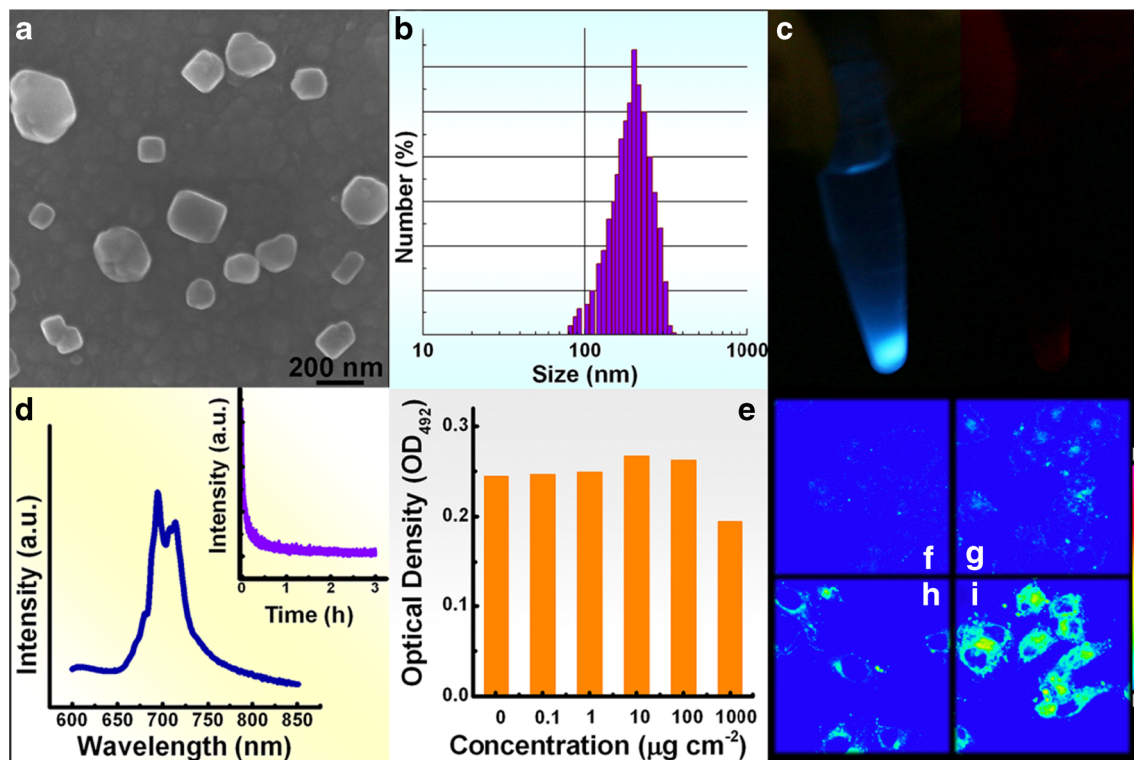 a
200 nm
b
Number (%)
10
100
1000
Size (nm)
c
d
Intensity (a.u.)
600
650
700
750
800
850
Wavelength (nm)
Intensity (a.u.)
0
1
2
3
Time (h)
e
Optical Density (OD₄₉₂)
0.3
0.2
0.1
0.0
0
0.1
1
10
100
1000
Concentration (μg cm⁻²)
f
g
h
i